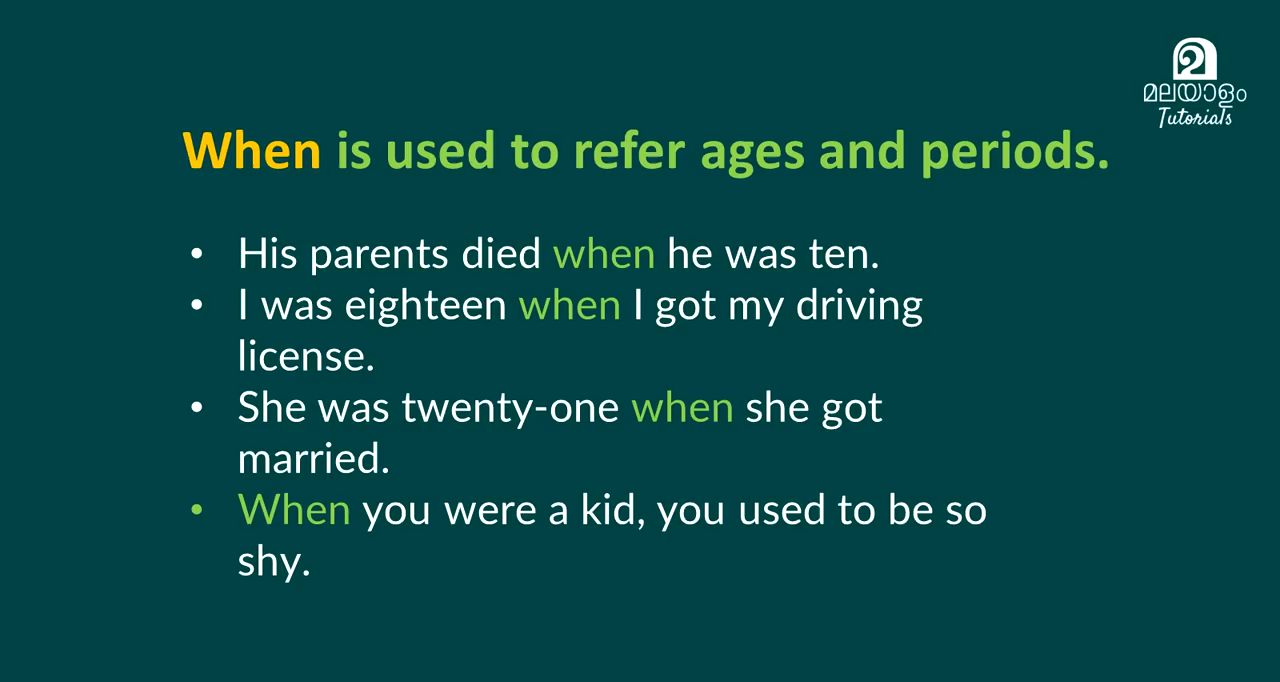 മലയാളം
Tutorials
When is used to refer ages and periods.
• His parents died when he was ten.
• I was eighteen when I got my driving
license.
• She was twenty-one when she got
married.
• When you were a kid, you used to be so
shy.